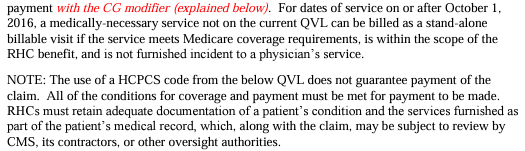 payment with the CG modifier (explained below).  For dates of service on or after October 1,
2016, a medically-necessary service not on the current QVL can be billed as a stand-alone
billable visit if the service meets Medicare coverage requirements, is within the scope of the
RHC benefit, and is not furnished incident to a physician's service.
NOTE: The use of a HCPCS code from the below QVL does not guarantee payment of the
claim.  All of the conditions for coverage and payment must be met for payment to be made.
RHCs must retain adequate documentation of a patient's condition and the services furnished as
part of the patient's medical record, which, along with the claim, may be subject to review by
CMS, its contractors, or other oversight authorities.